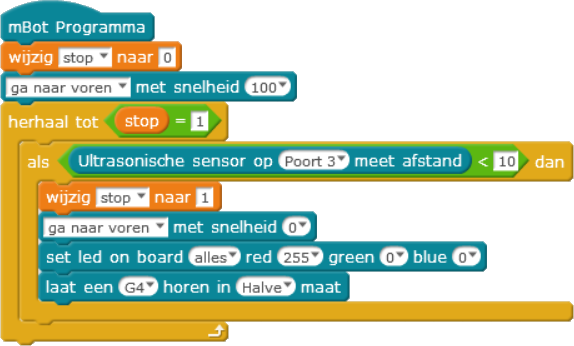 mBot Programma
wijzig stop naar 0
ga naar voren met snelheid 100
herhaal tot stop = 1
als Ultrasonische sensor op Poort 3 meet afstand < 10 dan
wijzig stop naar 1
ga naar voren met snelheid 0
set led on board alles red 255 green 0 blue 0
laat een G4 horen in Halve maat